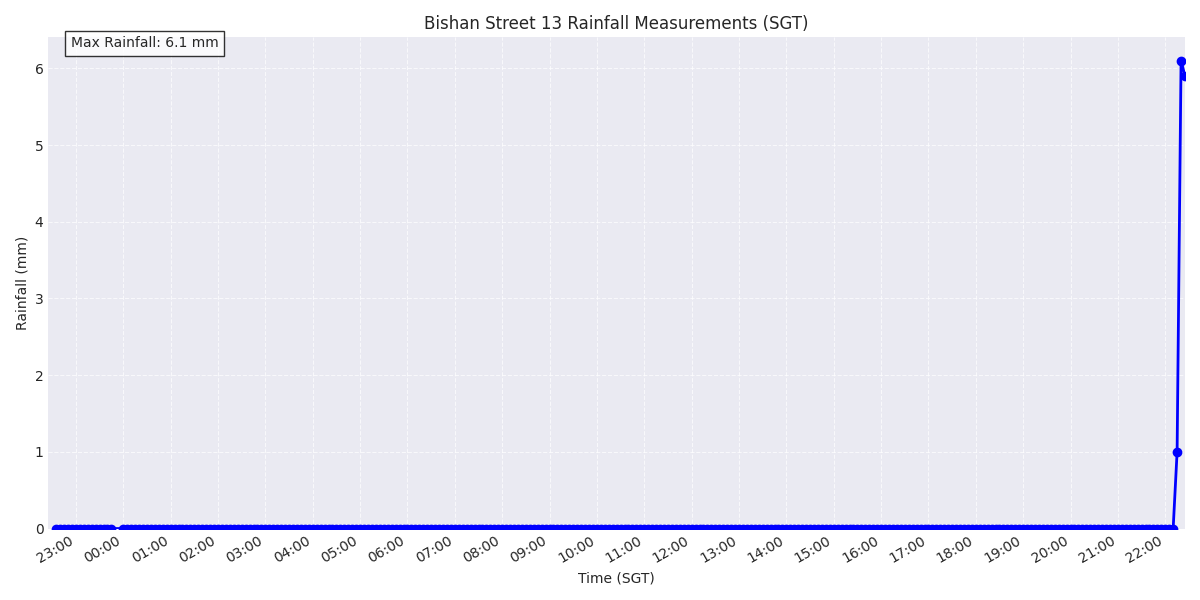 Bishan Street 13 Rainfall Measurements (SGT)
Max Rainfall: 6.1 mm
6
5
4
3
2
1
0
Rainfall (mm)
23:00 00:00 01:00 02:00 03:00 04:00 05:00 06:00 07:00 08:00 09:00 10:00 11:00 12:00 13:00 14:00 15:00 16:00 17:00 18:00 19:00 20:00 21:00 22:00
Time (SGT)